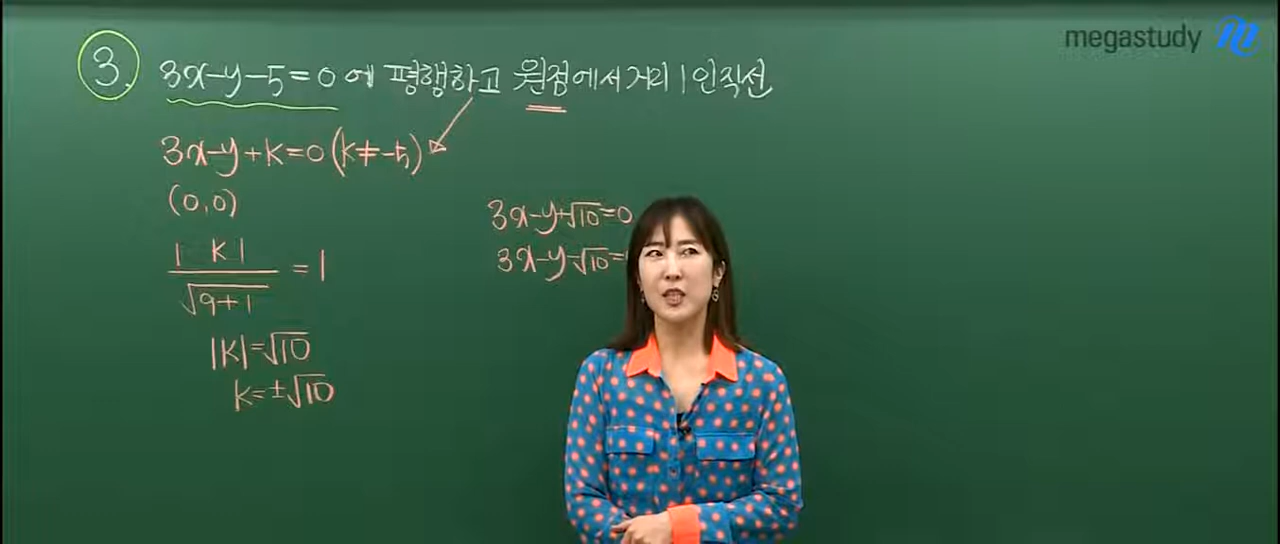 megastudy
3. 3x-y-5=0에 평행하고 원점에서 거리 1인 직선
3x-y+k=0(k≠-5)
(0,0)
| k |
√9+1
=1
|k|=√10
k=±√10
3x-y+√10=0
3x-y-√10=